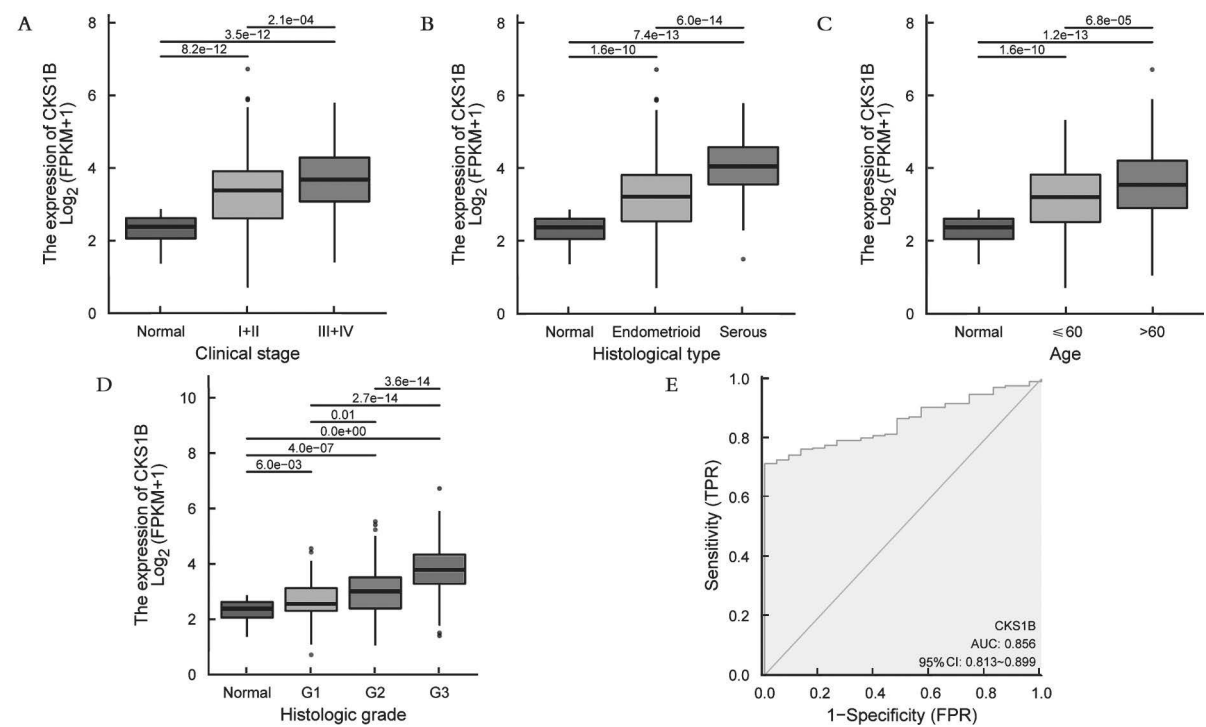 A
The expression of CKS1B
Log₂ (FPKM+1)
8
6
4
2
0
2.1e−04
3.5e−12
8.2e−12
Normal
I+II
III+IV
Clinical stage
B
The expression of CKS1B
Log₂ (FPKM+1)
8
6
4
2
0
6.0e−14
7.4e−13
1.6e−10
Normal
Endometrioid
Serous
Histological type
C
The expression of CKS1B
Log₂ (FPKM+1)
8
6
4
2
0
6.8e−05
1.2e−13
1.6e−10
Normal
⩽60
>60
Age
D
The expression of CKS1B
Log₂ (FPKM+1)
10
8
6
4
2
0
3.6e−14
2.7e−14
0.01
0.0e+00
4.0e−07
6.0e−03
Normal
G1
G2
G3
Histologic grade
E
Sensitivity (TPR)
1.0
0.8
0.6
0.4
0.2
0.0
CKS1B
AUC: 0.856
95%CI: 0.813~0.899
0.0
0.2
0.4
0.6
0.8
1.0
1−Specificity (FPR)